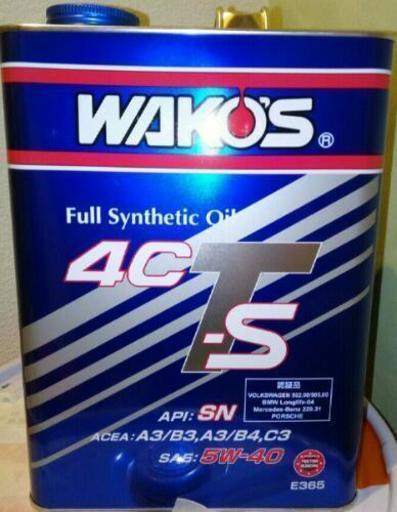 WAKO'S®
Full Synthetic Oil
4CT-S
認証品
VOLKSWAGEN 502.00/505.00
BMW Longlife-04
Mercedes-Benz 229.31
PORSCHE
API: SN
ACEA: A3/B3, A3/B4, C3
SAE: 5W-40
E365